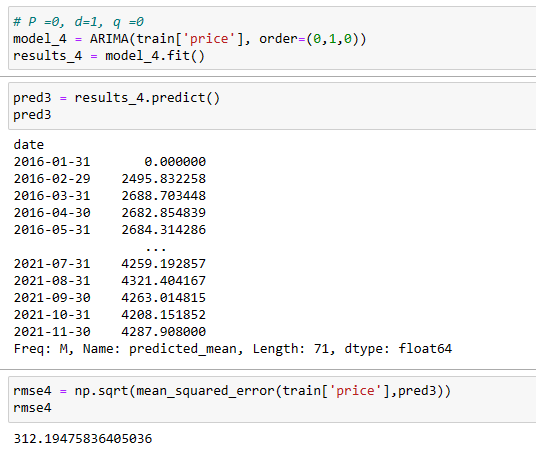 # P =0, d=1, q =0
model_4 = ARIMA(train['price'], order=(0,1,0))
results_4 = model_4.fit()
pred3 = results_4.predict()
pred3
date
2016-01-31       0.000000
2016-02-29    2495.832258
2016-03-31    2688.703448
2016-04-30    2682.854839
2016-05-31    2684.314286
                 ...
2021-07-31    4259.192857
2021-08-31    4321.404167
2021-09-30    4263.014815
2021-10-31    4208.151852
2021-11-30    4287.908000
Freq: M, Name: predicted_mean, Length: 71, dtype: float64
rmse4 = np.sqrt(mean_squared_error(train['price'],pred3))
rmse4
312.19475836405036